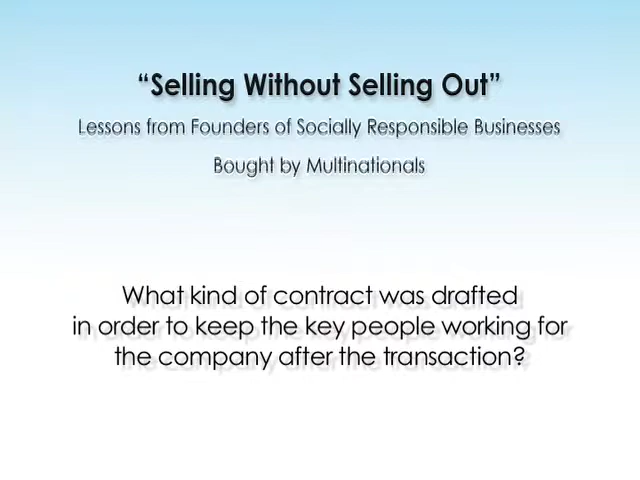 “Selling Without Selling Out”
Lessons from Founders of Socially Responsible Businesses
Bought by Multinationals
What kind of contract was drafted
in order to keep the key people working for
the company after the transaction?